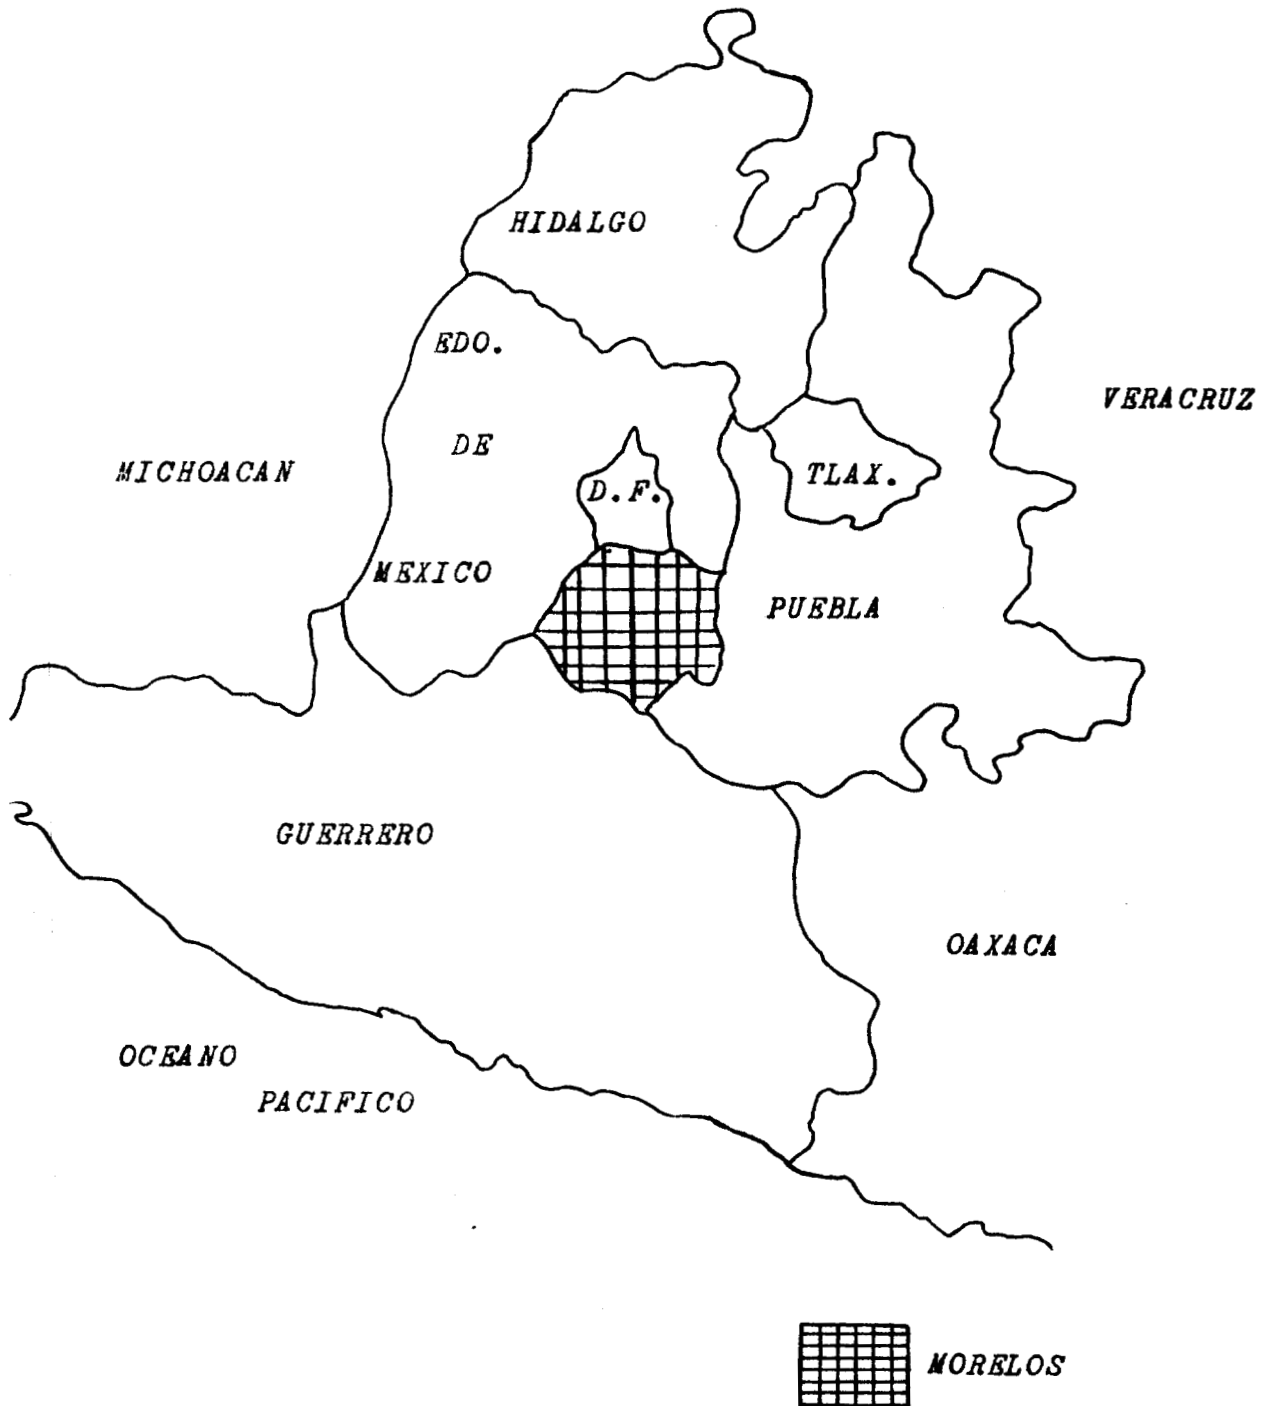 HIDALGO
EDO.
VERACRUZ
DE
MICHOACAN
TLAX.
D.F.
MEXICO
PUEBLA
GUERRERO
OAXACA
OCEANO
PACIFICO
MORELOS